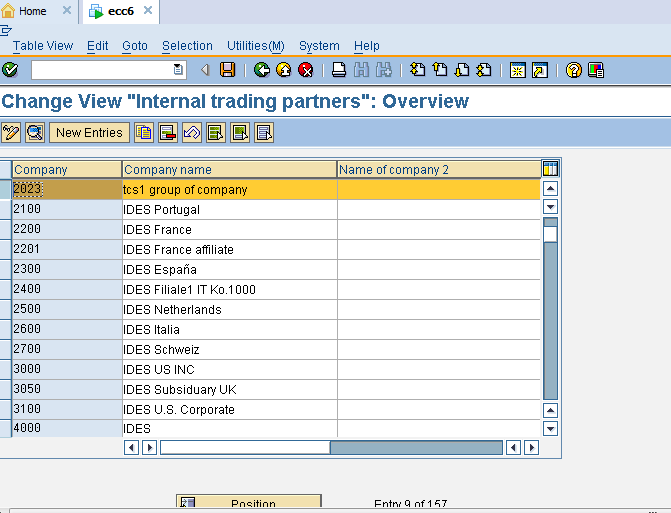 Home ecc6
Table View Edit Goto Selection Utilities(M) System Help
Change View "Internal trading partners": Overview
New Entries
Company Company name Name of company 2
2023 tcs1 group of company
2100 IDES Portugal
2200 IDES France
2201 IDES France affiliate
2300 IDES España
2400 IDES Filiale1 IT Ko.1000
2500 IDES Netherlands
2600 IDES Italia
2700 IDES Schweiz
3000 IDES US INC
3050 IDES Subsiduary UK
3100 IDES U.S. Corporate
4000 IDES
Position Entry 9 of 157